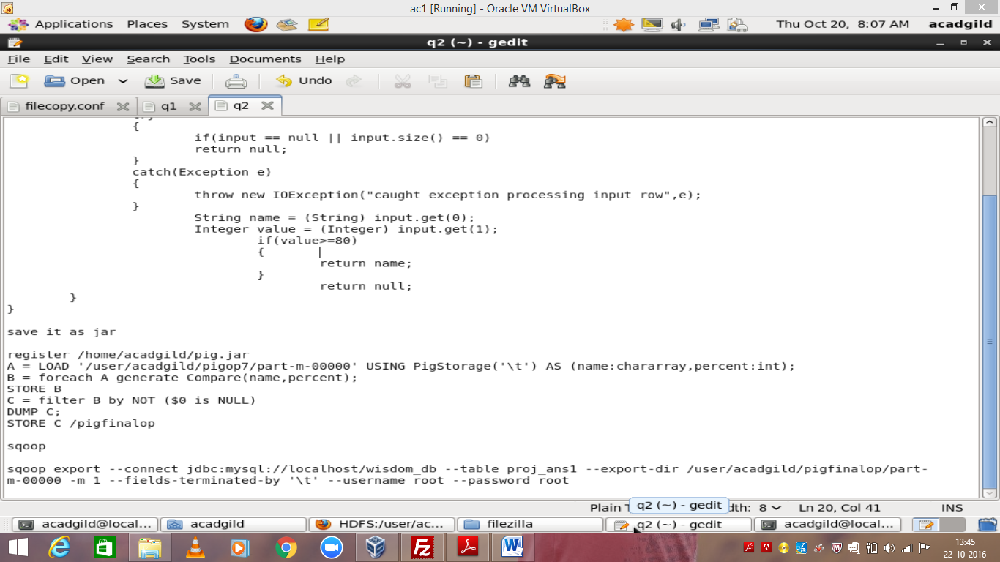 ac1 [Running] - Oracle VM VirtualBox
Applications Places System Thu Oct 20, 8:07 AM acadgild
q2 (~) - gedit
File Edit View Search Tools Documents Help
Open Save Undo
filecopy.conf q1 q2
{
if(input == null || input.size() == 0)
return null;
}
catch(Exception e)
{
throw new IOException("caught exception processing input row",e);
}
String name = (String) input.get(0);
Integer value = (Integer) input.get(1);
if(value>=80)
{
return name;
}
return null;
}
}
save it as jar
register /home/acadgild/pig.jar
A = LOAD '/user/acadgild/pigop7/part-m-00000' USING PigStorage('\t') AS (name:chararray,percent:int);
B = foreach A generate Compare(name,percent);
STORE B
C = filter B by NOT ($0 is NULL)
DUMP C;
STORE C /pigfinalop
sqoop
sqoop export --connect jdbc:mysql://localhost/wisdom_db --table proj_ans1 --export-dir /user/acadgild/pigfinalop/part-
m-00000 -m 1 --fields-terminated-by '\t' --username root --password root
Plain T q2 (~) - gedit dth: 8 Ln 20, Col 41 INS
acadgild@local... acadgild HDFS:/user/ac... filezilla q2 (~) - gedit acadgild@local...
13:45
22-10-2016